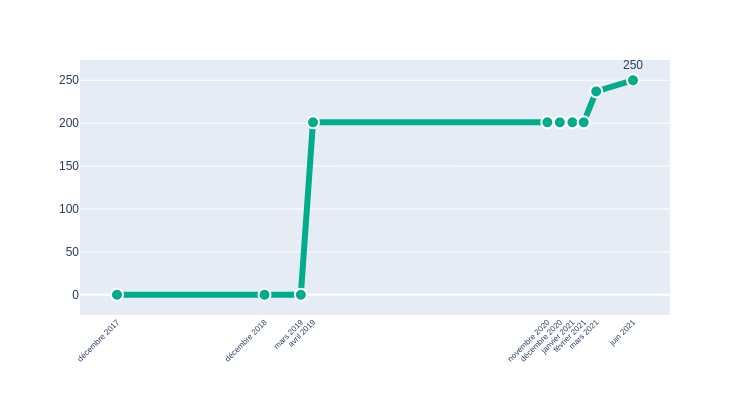 250
250
200
150
100
50
0
décembre 2017
décembre 2018
mars 2019
avril 2019
novembre 2020
décembre 2020
janvier 2021
février 2021
mars 2021
juin 2021